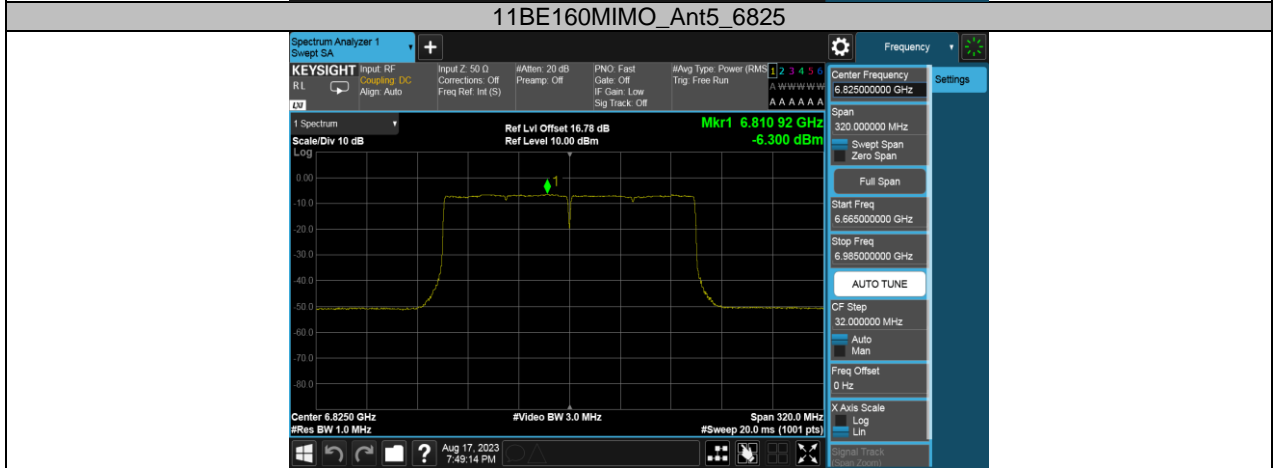 11BE160MIMO_Ant5_6825
Spectrum Analyzer 1
Swept SA
+
Frequency
KEYSIGHT
RL
LXI
Input: RF
Coupling: DC
Align: Auto
Input Z: 50 Ω
Corrections: Off
Freq Ref: Int (S)
#Atten: 20 dB
Preamp: Off
PNO: Fast
Gate: Off
IF Gain: Low
Sig Track: Off
#Avg Type: Power (RMS
Trig: Free Run
1 2 3 4 5 6
A W W W W W
A A A A A A
1 Spectrum
Scale/Div 10 dB
Ref Lvl Offset 16.78 dB
Ref Level 10.00 dBm
Mkr1 6.810 92 GHz
-6.300 dBm
Log
0.00
-10.0
-20.0
-30.0
-40.0
-50.0
-60.0
-70.0
-80.0
1
Center 6.8250 GHz
#Res BW 1.0 MHz
#Video BW 3.0 MHz
Span 320.0 MHz
#Sweep 20.0 ms (1001 pts)
Center Frequency
6.825000000 GHz
Settings
Span
320.000000 MHz
Swept Span
Zero Span
Full Span
Start Freq
6.665000000 GHz
Stop Freq
6.985000000 GHz
AUTO TUNE
CF Step
32.000000 MHz
Auto
Man
Freq Offset
0 Hz
X Axis Scale
Log
Lin
Signal Track
(Span Zoom)
?
Aug 17, 2023
7:49:14 PM